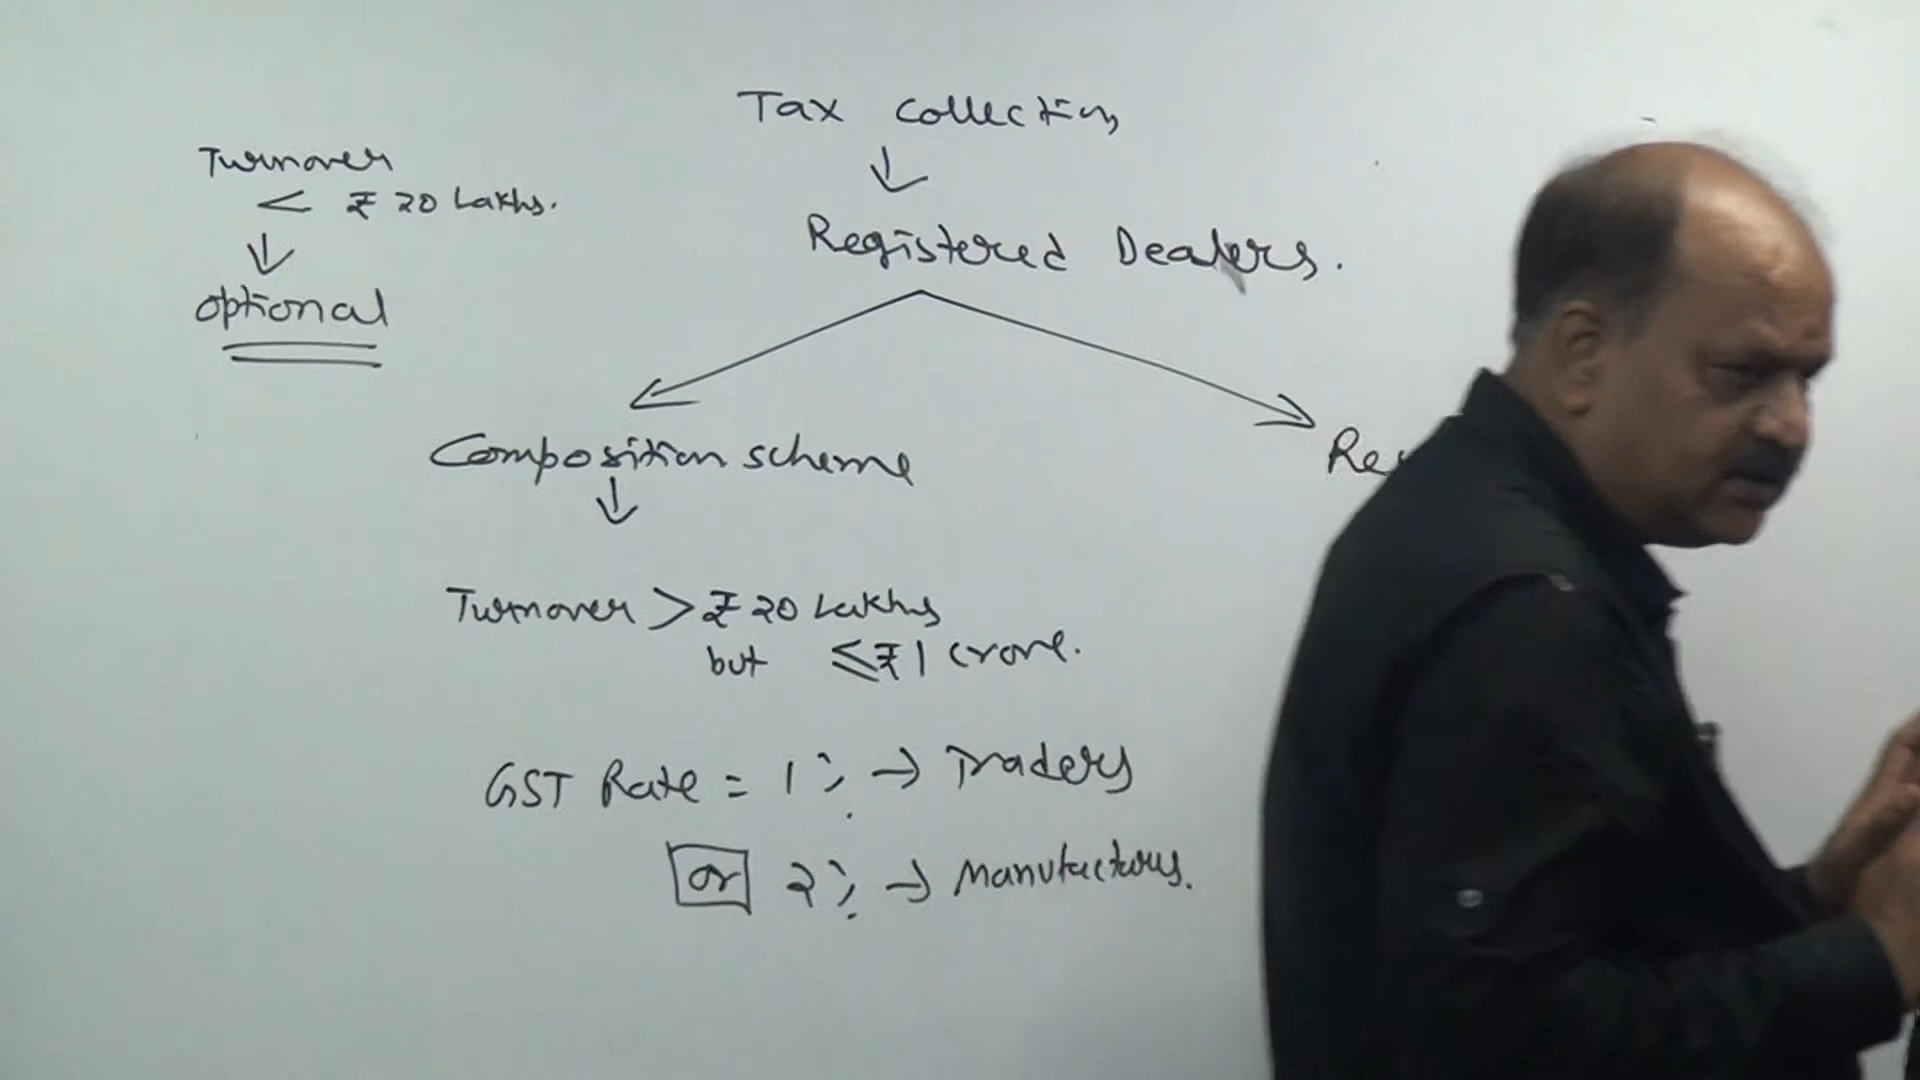 Tax collection
Registered Dealers.
Turnover
< ₹ 20 Lakhs.
optional
Composition scheme
Turnover > ₹ 20 Lakhs
but ≤ ₹ 1 crore.
GST Rate = 1% → Traders
or 2% → Manufacturers.